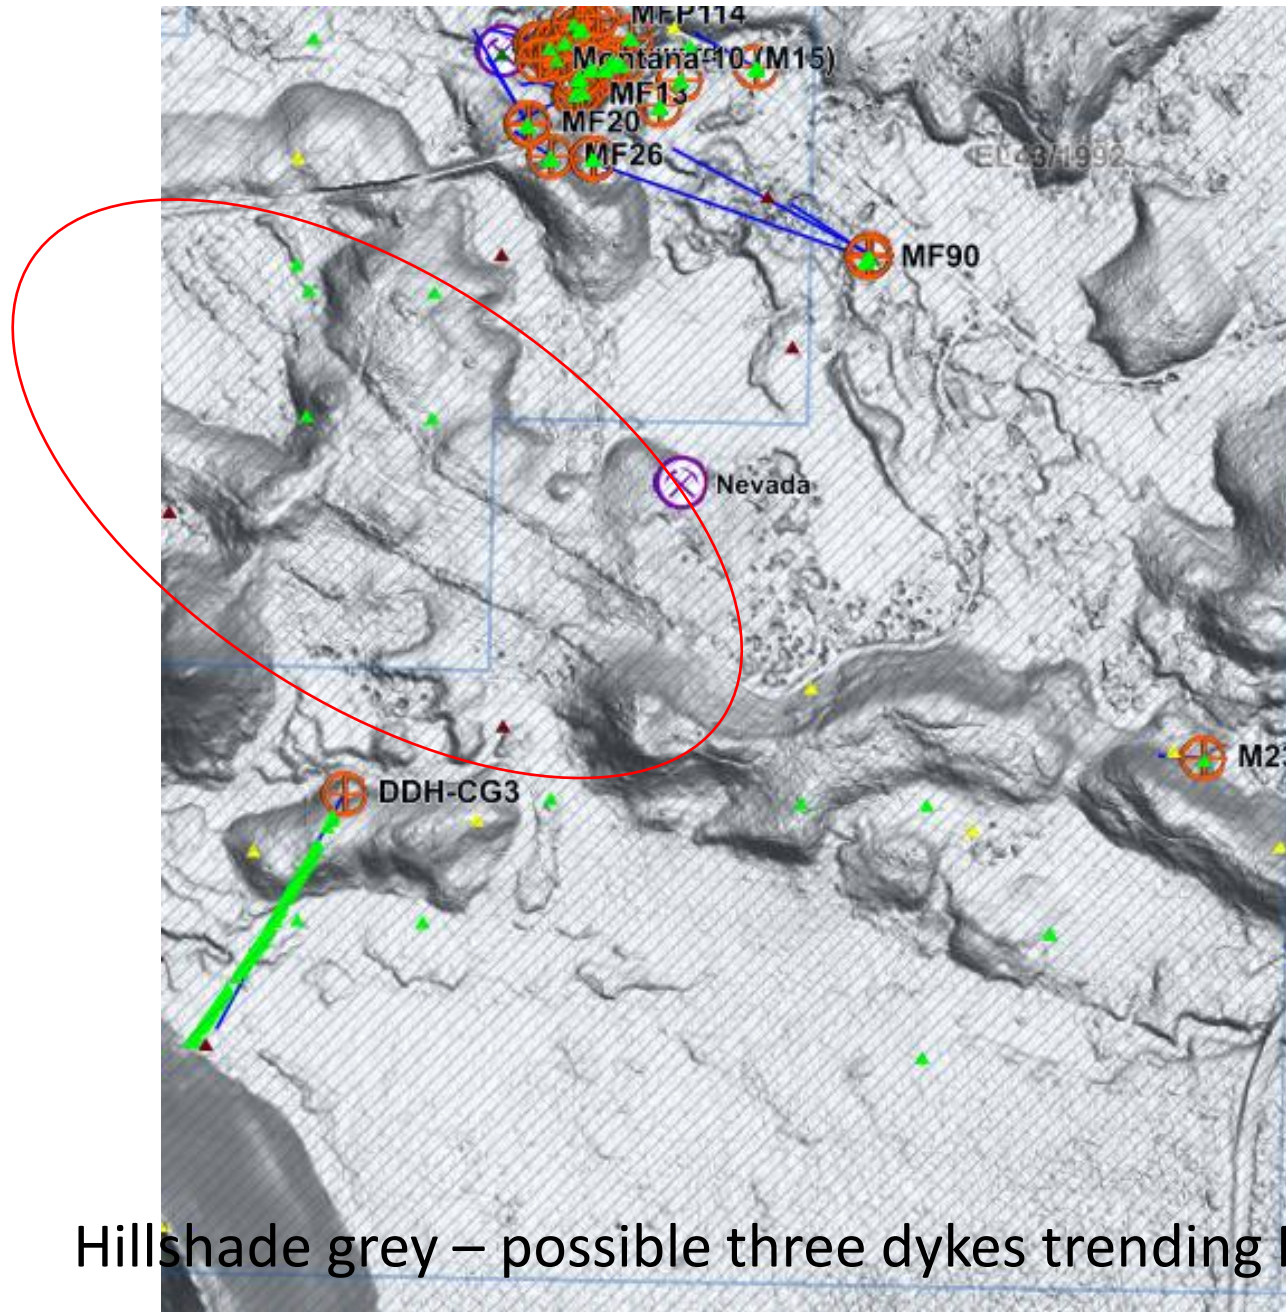 MFP114
Montana-10 (M15)
MF13
MF20
MF26
EL43/1992
MF90
Nevada
DDH-CG3
Hillshade grey – possible three dykes trending